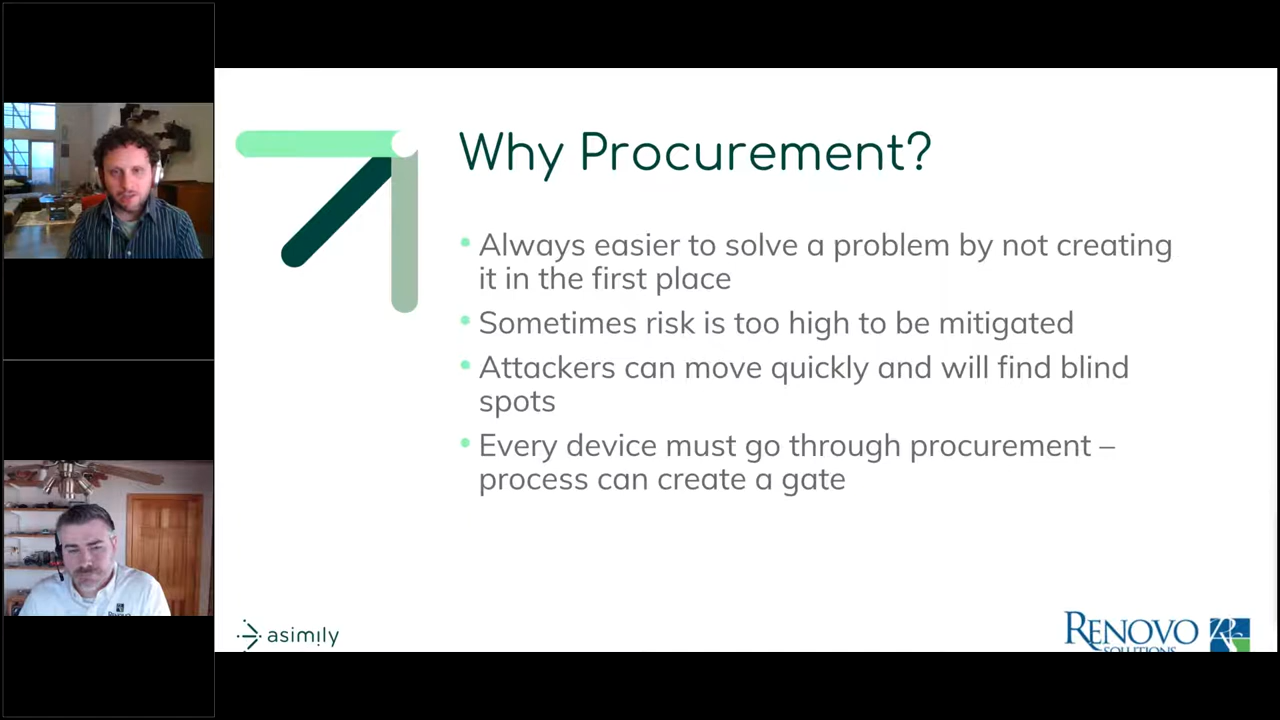 Why Procurement?
• Always easier to solve a problem by not creating
it in the first place
• Sometimes risk is too high to be mitigated
• Attackers can move quickly and will find blind
spots
• Every device must go through procurement –
process can create a gate
asimily
RENOVO
SOLUTIONS
Renovo